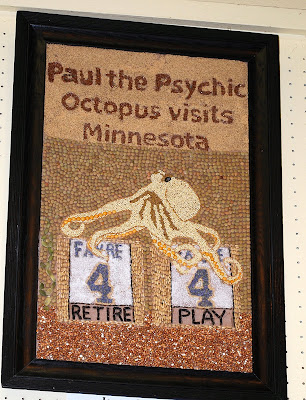 Paul the Psychic
Octopus visits
Minnesota
FAVRE
4
RETIRE
4
PLAY